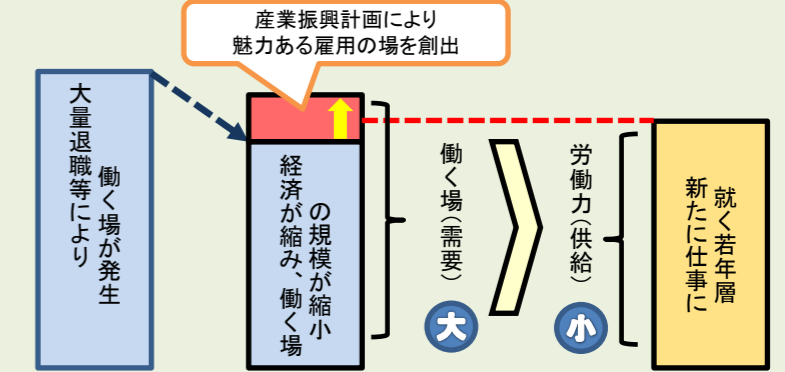 産業振興計画により
魅力ある雇用の場を創出
大量退職等により
働く場が発生
経済が縮み、働く場
の規模が縮小
働く場(需要)
大
労働力(供給)
小
新たに仕事に
就く若年層